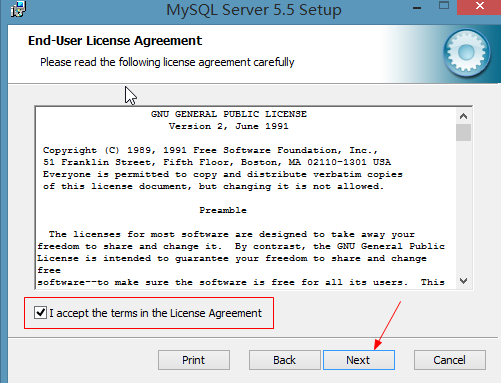 MySQL Server 5.5 Setup
End-User License Agreement
Please read the following license agreement carefully
GNU GENERAL PUBLIC LICENSE
Version 2, June 1991
Copyright (C) 1989, 1991 Free Software Foundation, Inc.,
51 Franklin Street, Fifth Floor, Boston, MA 02110-1301 USA
Everyone is permitted to copy and distribute verbatim copies
of this license document, but changing it is not allowed.
Preamble
The licenses for most software are designed to take away your
freedom to share and change it. By contrast, the GNU General Public
License is intended to guarantee your freedom to share and change
free
software--to make sure the software is free for all its users. This
I accept the terms in the License Agreement
Print Back Next Cancel